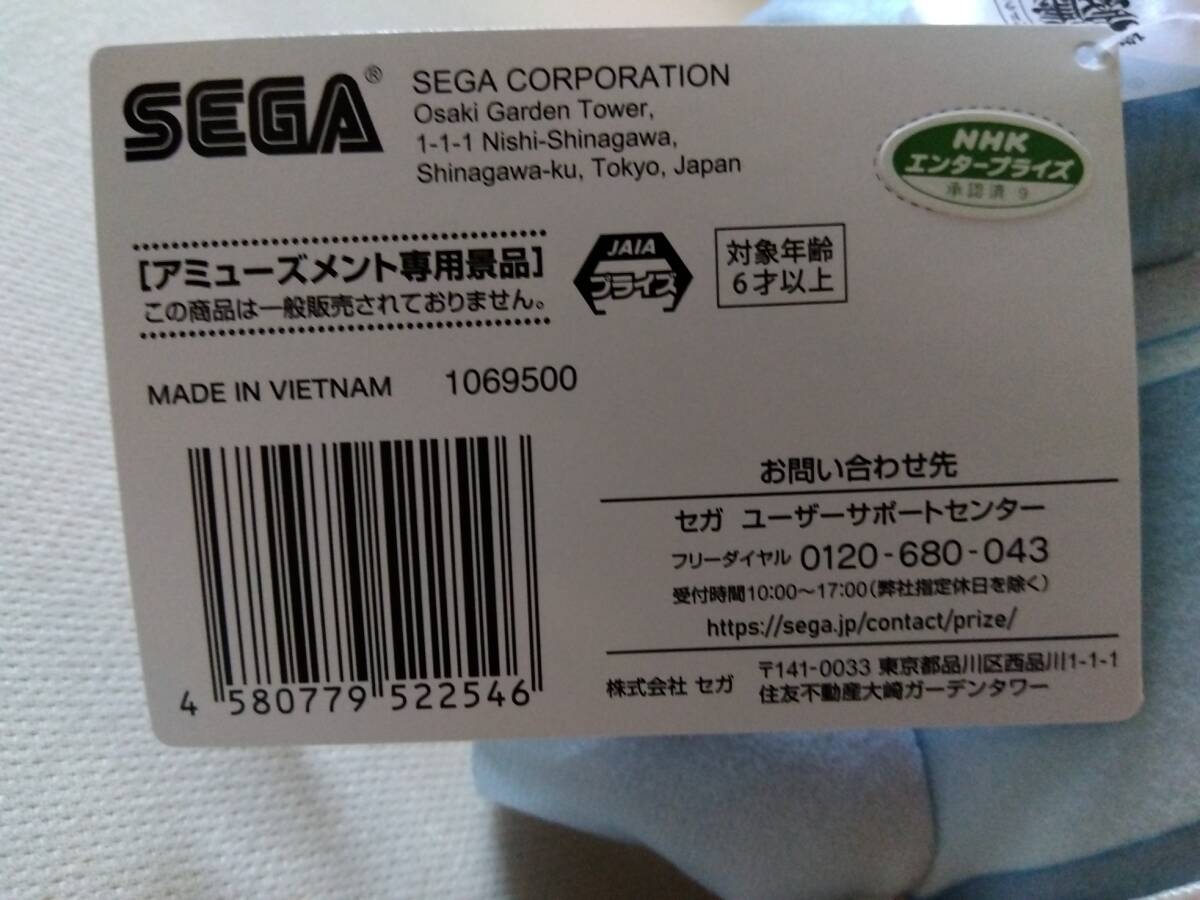 SEGA®
SEGA CORPORATION
Osaki Garden Tower,
1-1-1 Nishi-Shinagawa,
Shinagawa-ku, Tokyo, Japan
NHK
エンタープライズ
承認済 9
[アミューズメント専用景品]
この商品は一般販売されておりません。
JAIA
プライズ
対象年齢
6才以上
MADE IN VIETNAM 1069500
4 580779 522546
お問い合わせ先
セガ ユーザーサポートセンター
フリーダイヤル 0120-680-043
受付時間10:00～17:00(弊社指定休日を除く)
https://sega.jp/contact/prize/
株式会社 セガ
〒141-0033 東京都品川区西品川1-1-1
住友不動産大崎ガーデンタワー